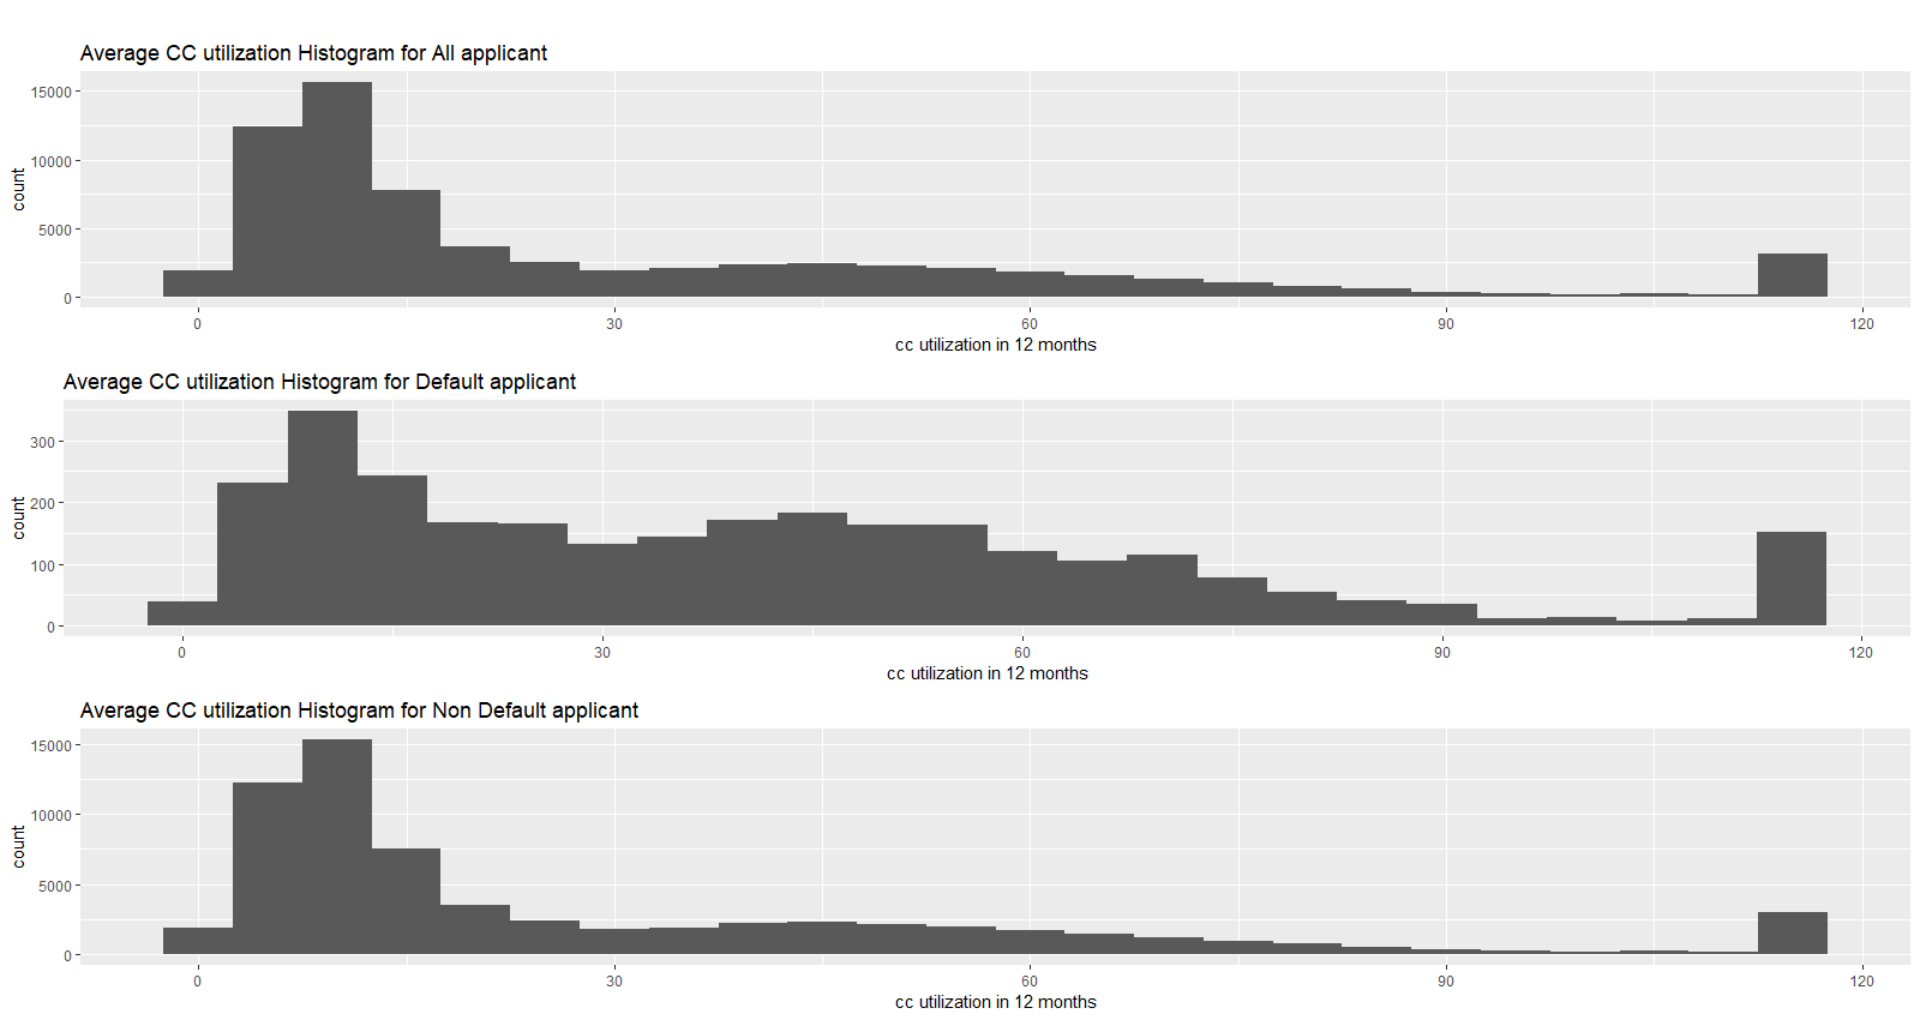 Average CC utilization Histogram for All applicant
15000
10000
5000
0
count
0 30 60 90 120
cc utilization in 12 months
Average CC utilization Histogram for Default applicant
300
200
100
0
count
0 30 60 90 120
cc utilization in 12 months
Average CC utilization Histogram for Non Default applicant
15000
10000
5000
0
count
0 30 60 90 120
cc utilization in 12 months